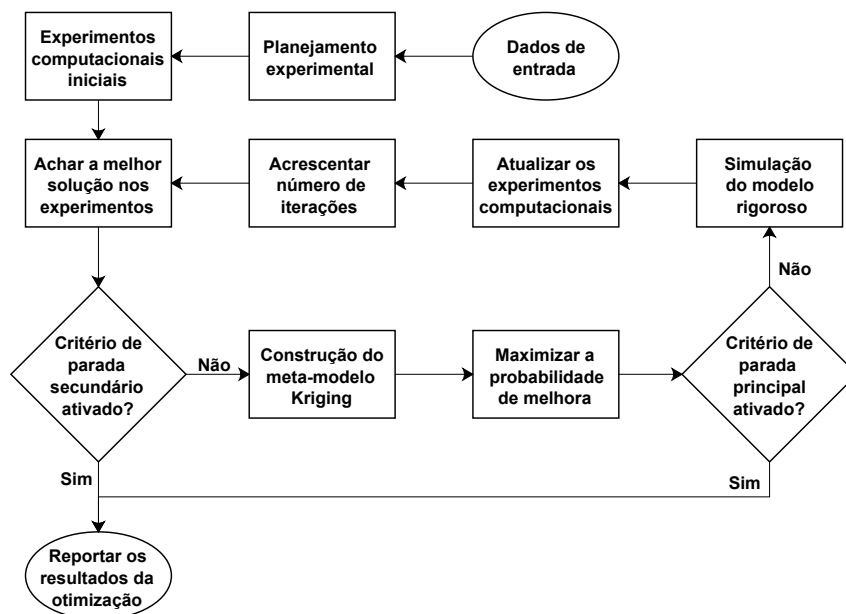 Experimentos
computacionais
iniciais
Planejamento
experimental
Dados de
entrada
Achar a melhor
solução nos
experimentos
Acrescentar
número de
iterações
Atualizar os
experimentos
computacionais
Simulação
do modelo
rigoroso
Não
Critério de
parada
secundário
ativado?
Não
Construção do
meta-modelo
Kriging
Maximizar a
probabilidade
de melhora
Critério de
parada
principal
ativado?
Sim
Sim
Reportar os
resultados da
otimização